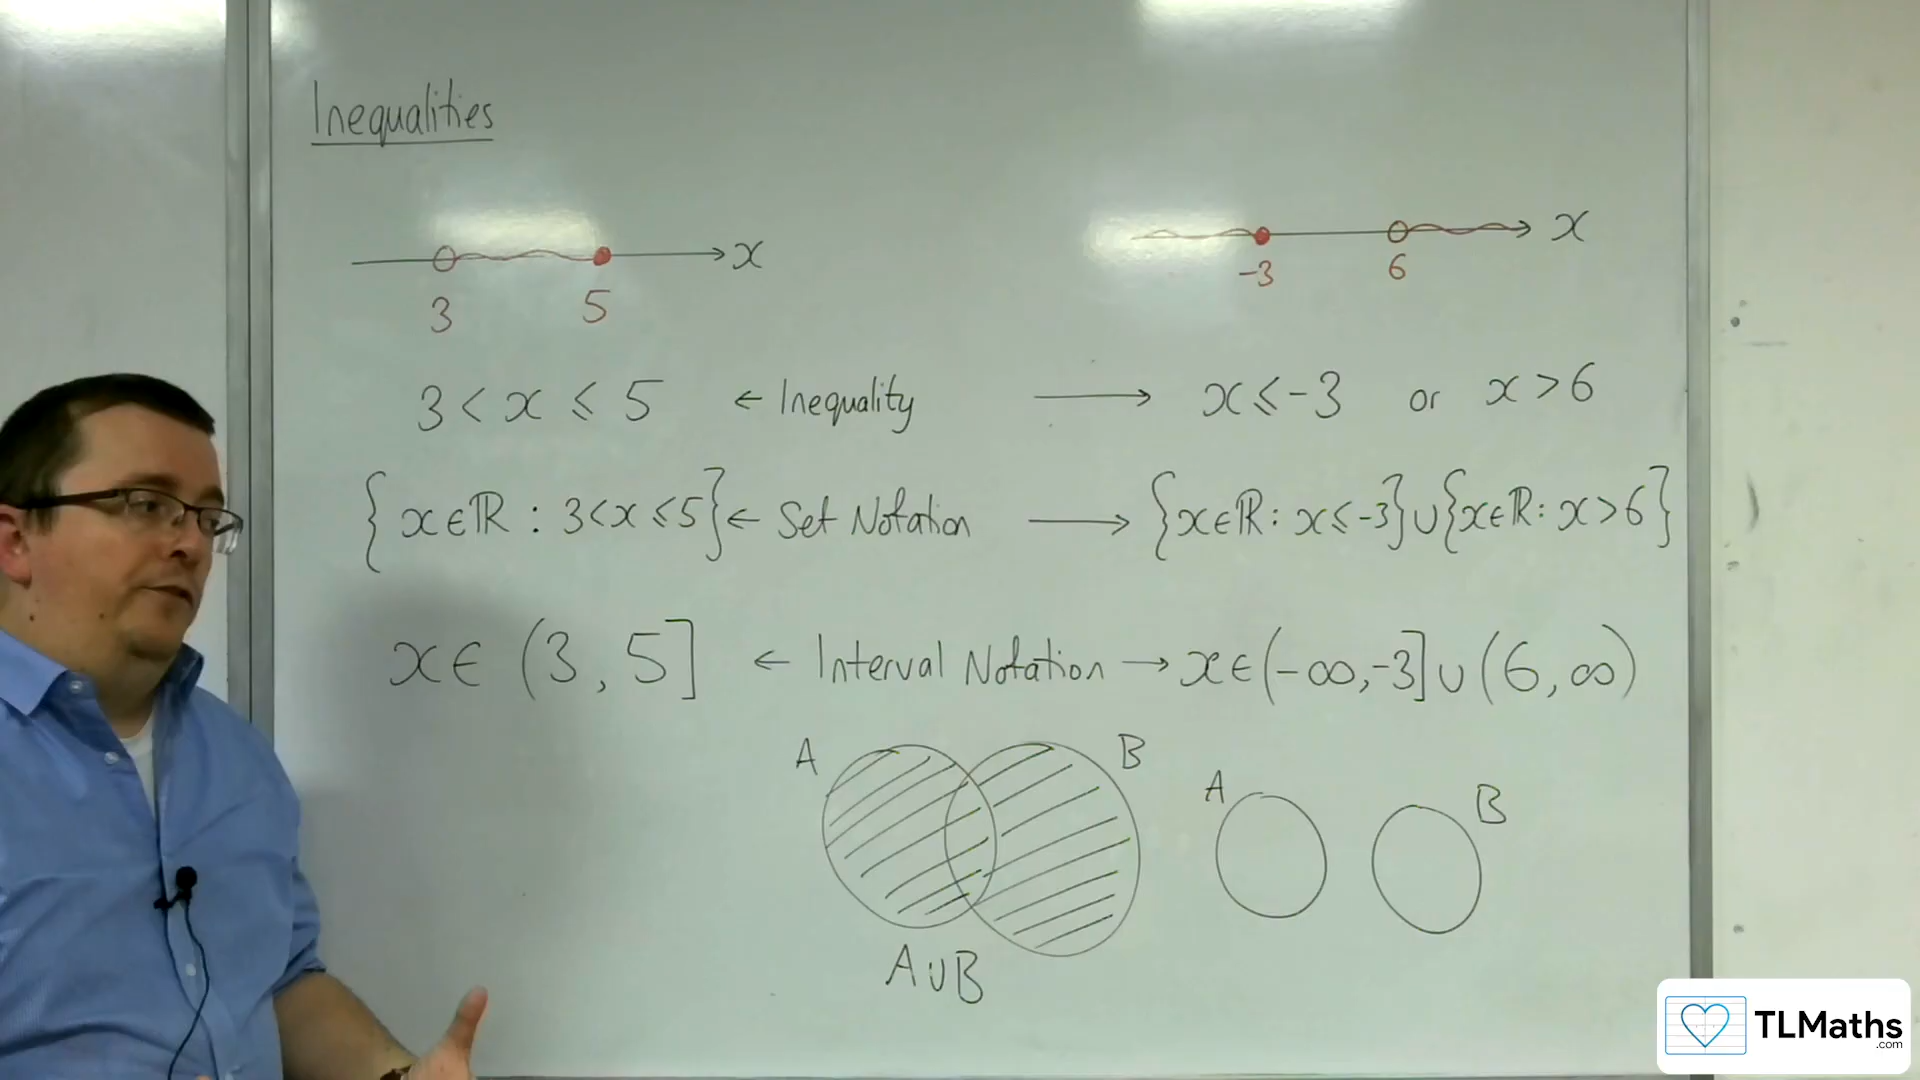 Inequalities
3 5 x
-3 6 x
3 < x ≤ 5 ← Inequality → x ≤ -3 or x > 6
{x ∈ ℝ : 3 < x ≤ 5} ← Set Notation → {x ∈ ℝ : x ≤ -3} ∪ {x ∈ ℝ : x > 6}
x ∈ (3, 5] ← Interval Notation → x ∈ (-∞, -3] ∪ (6, ∞)
A B
A B
A ∪ B
TLMaths
.com